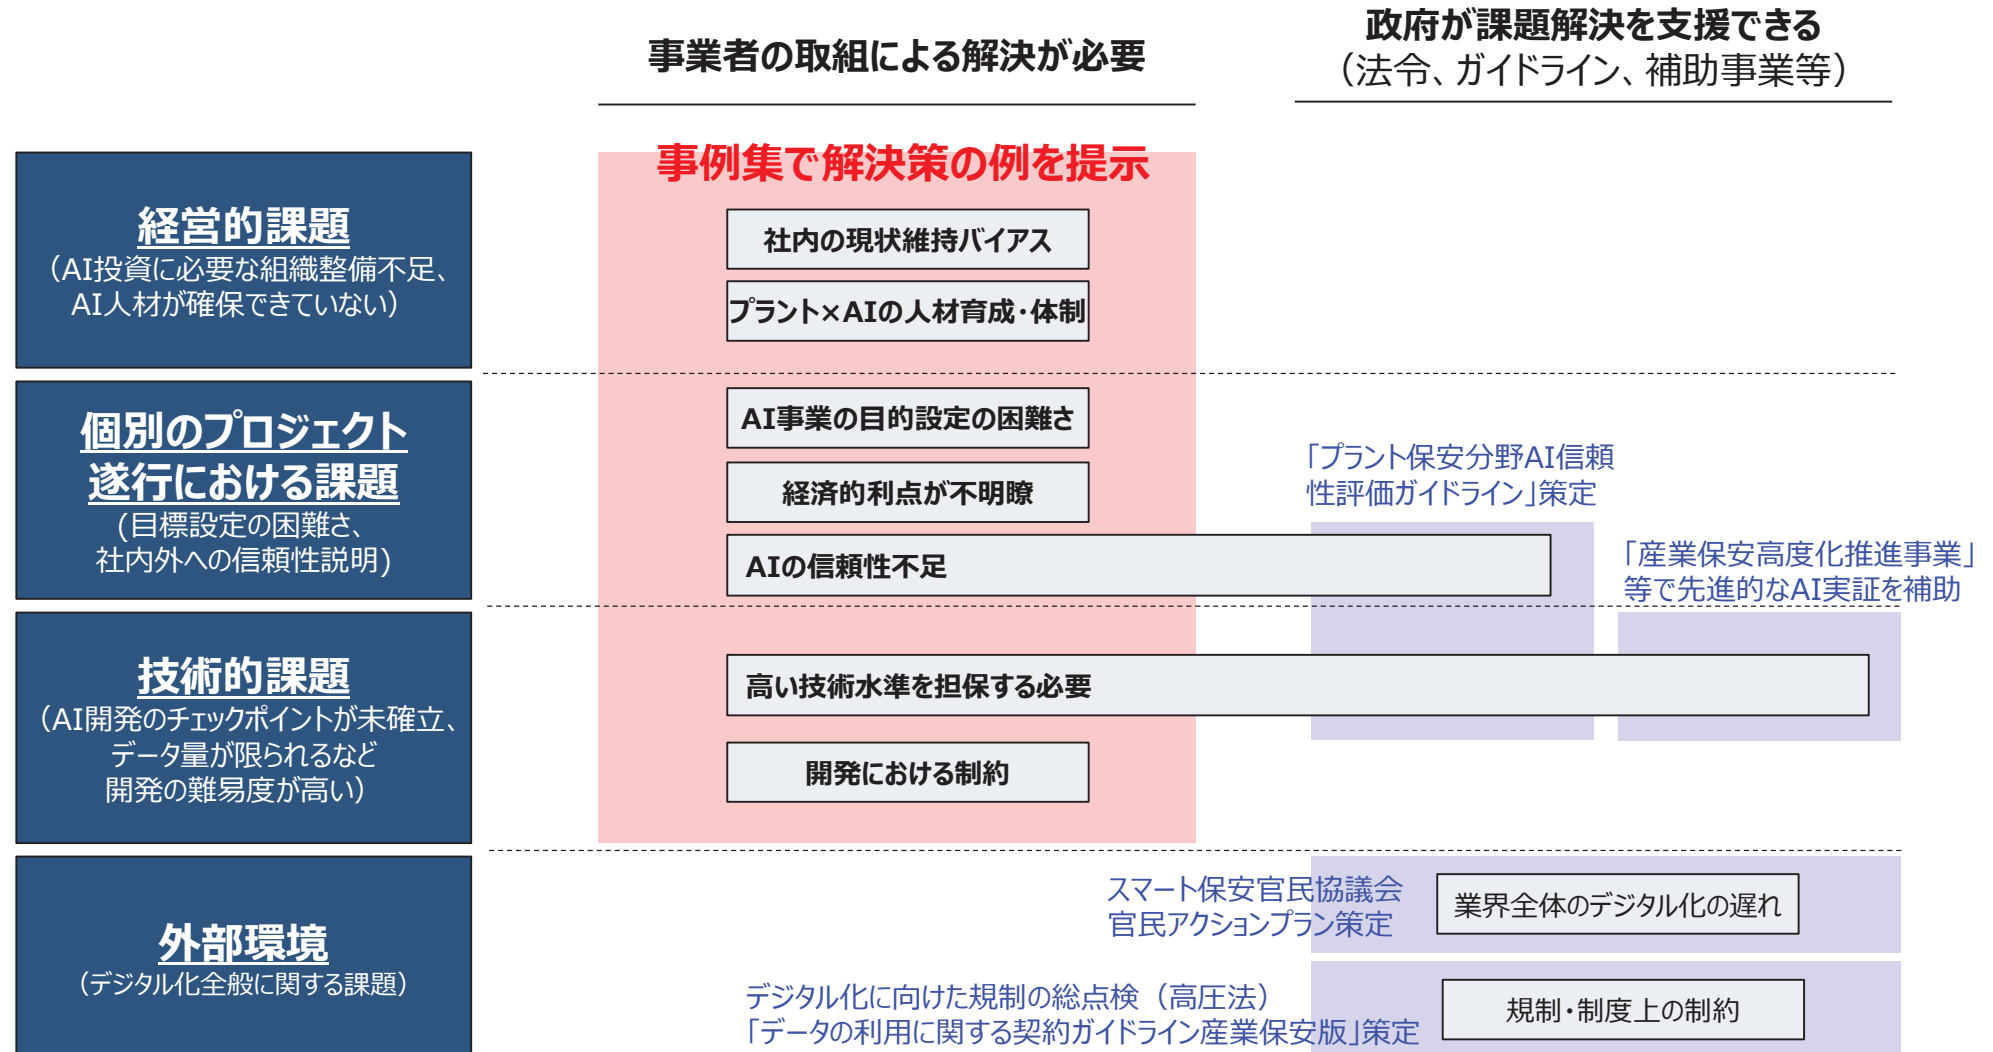 事業者の取組による解決が必要
政府が課題解決を支援できる
（法令、ガイドライン、補助事業等）
事例集で解決策の例を提示
経営的課題
（AI投資に必要な組織整備不足、
AI人材が確保できていない）
社内の現状維持バイアス
プラント×AIの人材育成・体制
個別のプロジェクト
遂行における課題
(目標設定の困難さ、
社内外への信頼性説明)
AI事業の目的設定の困難さ
経済的利点が不明瞭
AIの信頼性不足
「プラント保安分野AI信頼
性評価ガイドライン」策定
「産業保安高度化推進事業」
等で先進的なAI実証を補助
技術的課題
（AI開発のチェックポイントが未確立、
データ量が限られるなど
開発の難易度が高い）
高い技術水準を担保する必要
開発における制約
外部環境
（デジタル化全般に関する課題）
スマート保安官民協議会
官民アクションプラン策定
業界全体のデジタル化の遅れ
デジタル化に向けた規制の総点検（高圧法）
「データの利用に関する契約ガイドライン産業保安版」策定
規制・制度上の制約